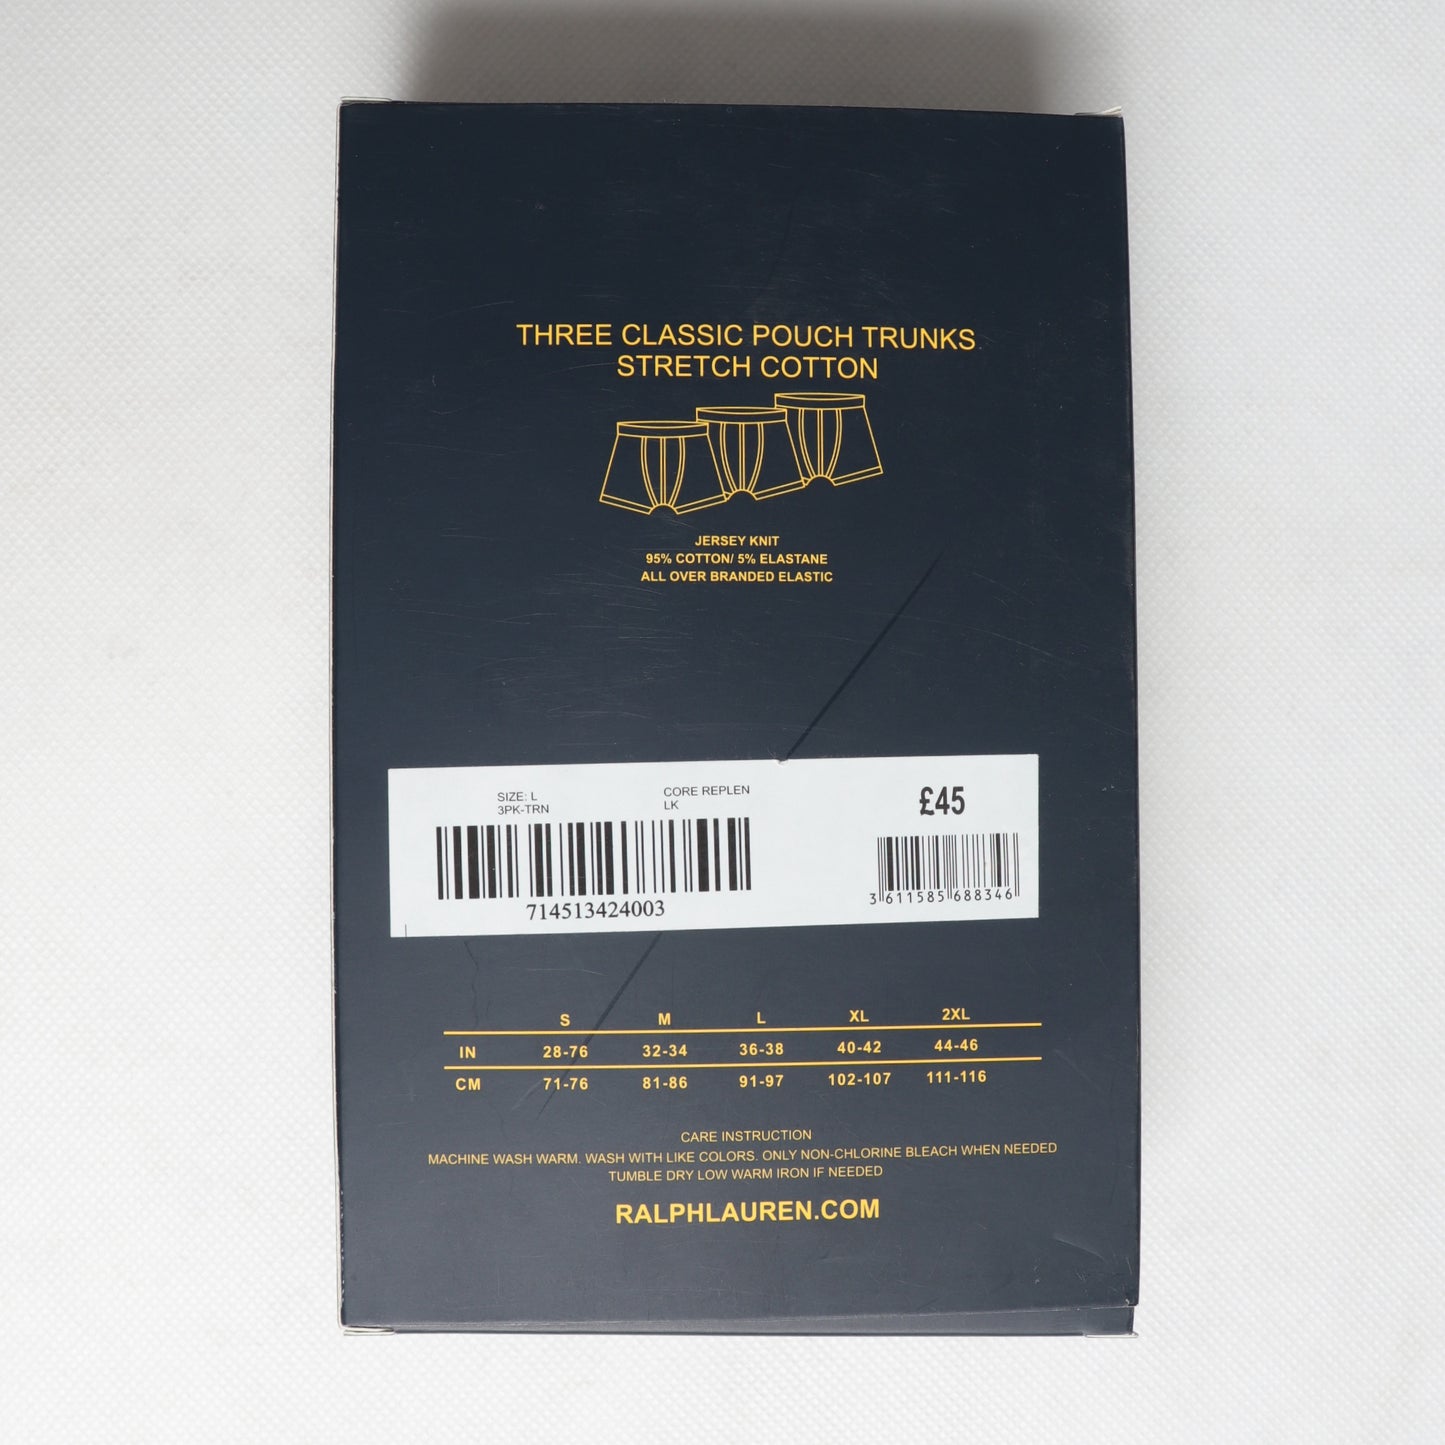 THREE CLASSIC POUCH TRUNKS
STRETCH COTTON
JERSEY KNIT
95% COTTON/ 5% ELASTANE
ALL OVER BRANDED ELASTIC
SIZE: L
3PK-TRN
CORE REPLEN
LK
714513424003
£45
3 611585 688346
S M L XL 2XL
IN 28-76 32-34 36-38 40-42 44-46
CM 71-76 81-86 91-97 102-107 111-116
CARE INSTRUCTION
MACHINE WASH WARM. WASH WITH LIKE COLORS. ONLY NON-CHLORINE BLEACH WHEN NEEDED
TUMBLE DRY LOW WARM IRON IF NEEDED
RALPHLAUREN.COM